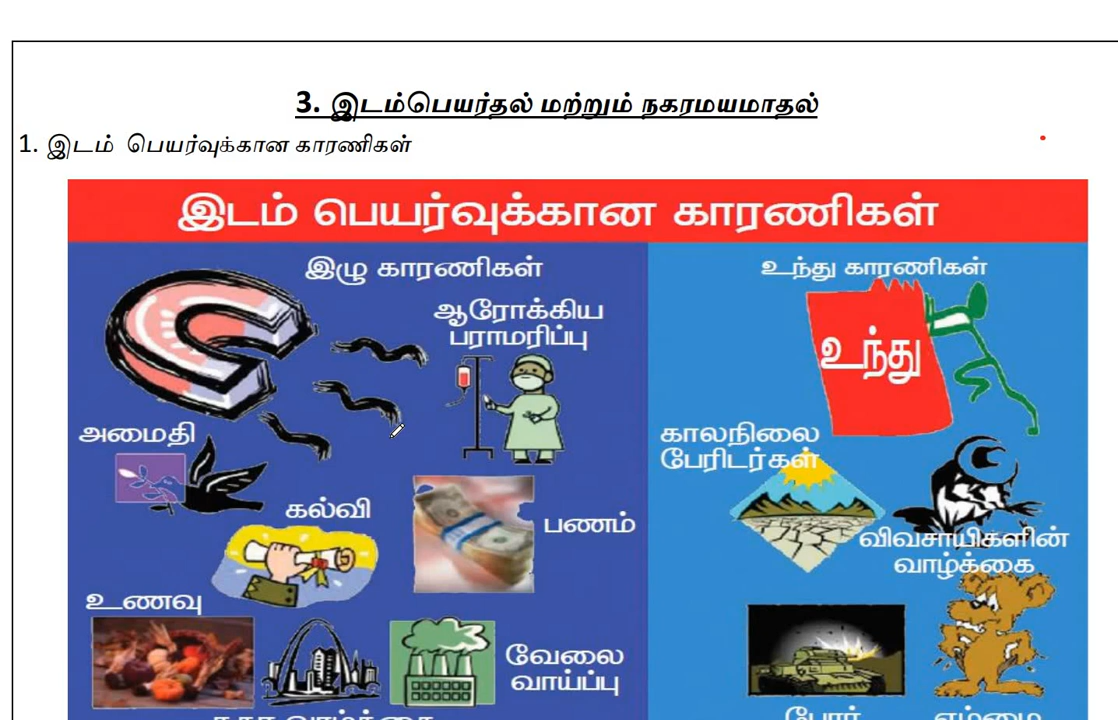 3. இடம்பெயர்தல் மற்றும் நகரமயமாதல்
1. இடம் பெயர்வுக்கான காரணிகள்
இடம் பெயர்வுக்கான காரணிகள்
இழு காரணிகள்
ஆரோக்கிய
பராமரிப்பு
அமைதி
கல்வி
பணம்
உணவு
வேலை
வாய்ப்பு
உந்து காரணிகள்
உந்து
காலநிலை
பேரிடர்கள்
விவசாயிகளின்
வாழ்க்கை
போர்